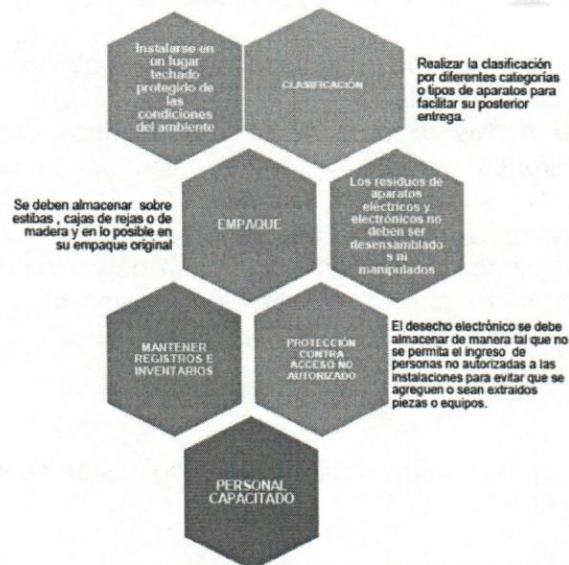 Instalarse en
un lugar
techado
protegido de
las
condiciones
del ambiente
CLASIFICACIÓN
Realizar la clasificación
por diferentes categorías
o tipos de aparatos para
facilitar su posterior
entrega.
Se deben almacenar sobre
estibas , cajas de rejas o de
madera y en lo posible en
su empaque original
EMPAQUE
Los residuos de
aparatos
eléctricos y
electrónicos no
deben ser
desensamblado
s ni
manipulados
MANTENER
REGISTROS E
INVENTARIOS
PROTECCIÓN
CONTRA
ACCESO NO
AUTORIZADO
El desecho electrónico se debe
almacenar de manera tal que no
se permita el ingreso de
personas no autorizadas a las
instalaciones para evitar que se
agreguen o sean extraídos
piezas o equipos.
PERSONAL
CAPACITADO